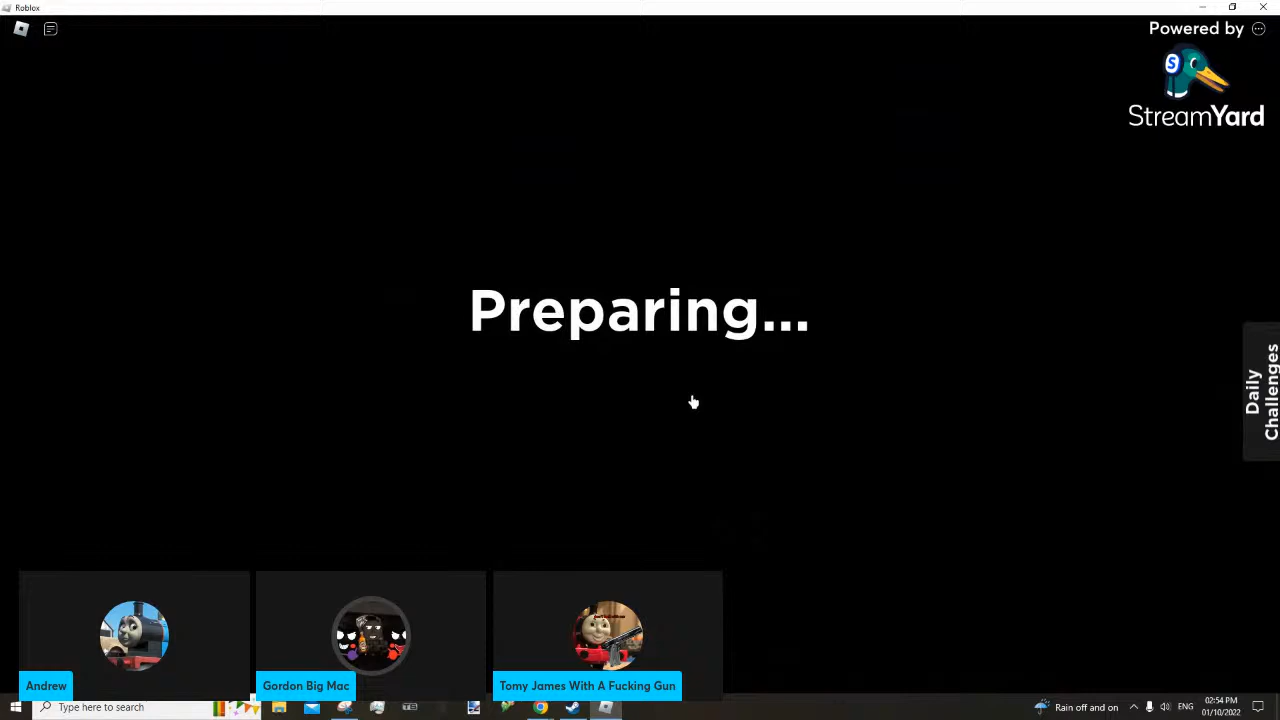 Roblox
Powered by
S
StreamYard
Preparing...
Daily
Challenges
Andrew
Gordon Big Mac
Tomy James With A Fucking Gun
Type here to search
Rain off and on
ENG
02:54 PM
01/10/2022